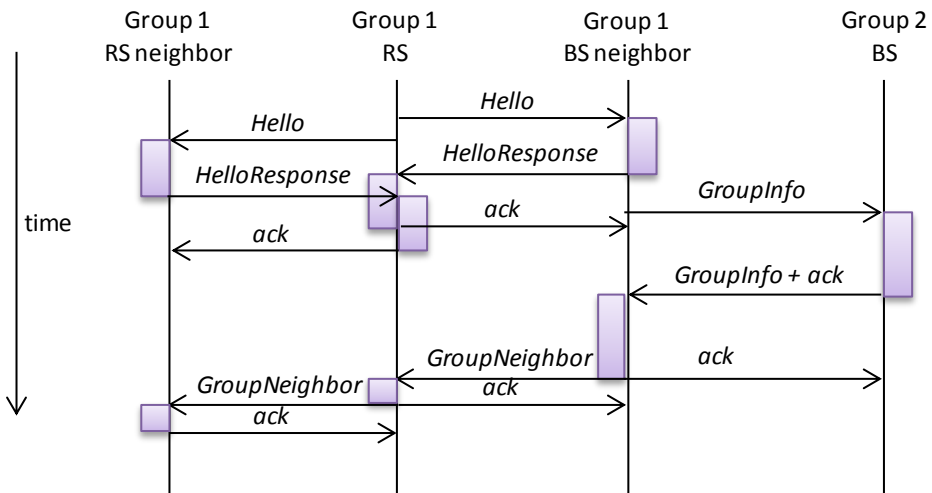 Group 1 Group 1 Group 1 Group 2
RS neighbor RS BS neighbor BS
Hello
Hello
HelloResponse
HelloResponse
GroupInfo
ack
time
ack
GroupInfo + ack
GroupNeighbor ack
GroupNeighbor ack
ack